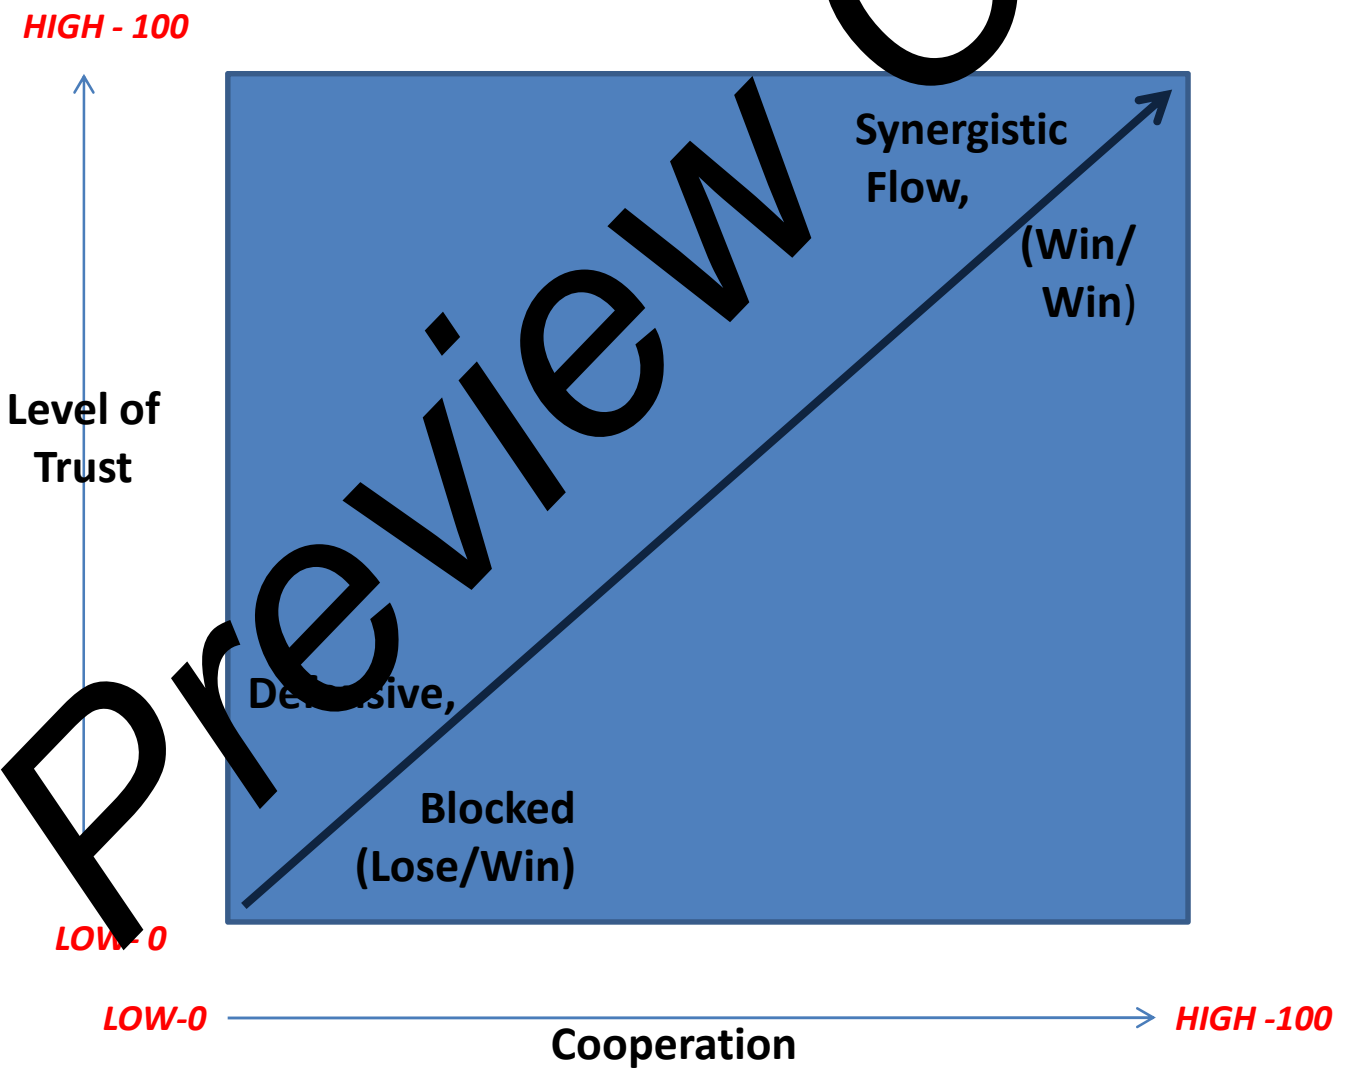 HIGH - 100
Synergistic
Flow,
(Win/
Win)
Level of
Trust
Defensive,
Blocked
(Lose/Win)
LOW- 0
LOW-0
HIGH -100
Cooperation
Preview